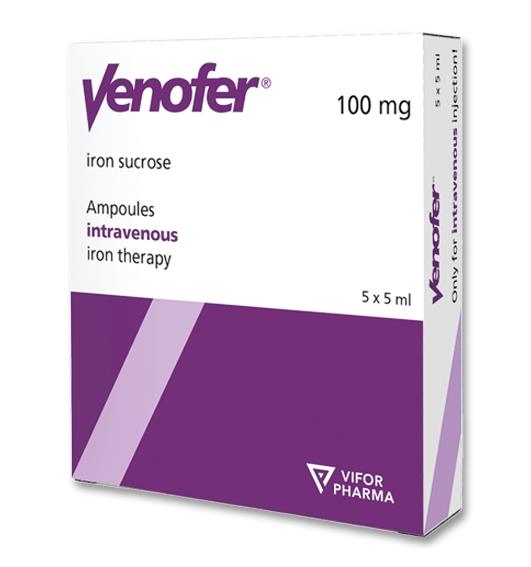 Venofer®
100 mg
iron sucrose
Ampoules
intravenous
iron therapy
5 x 5 ml
VIFOR
PHARMA
Venofer®
5 x 5 ml
Only for intravenous injection!